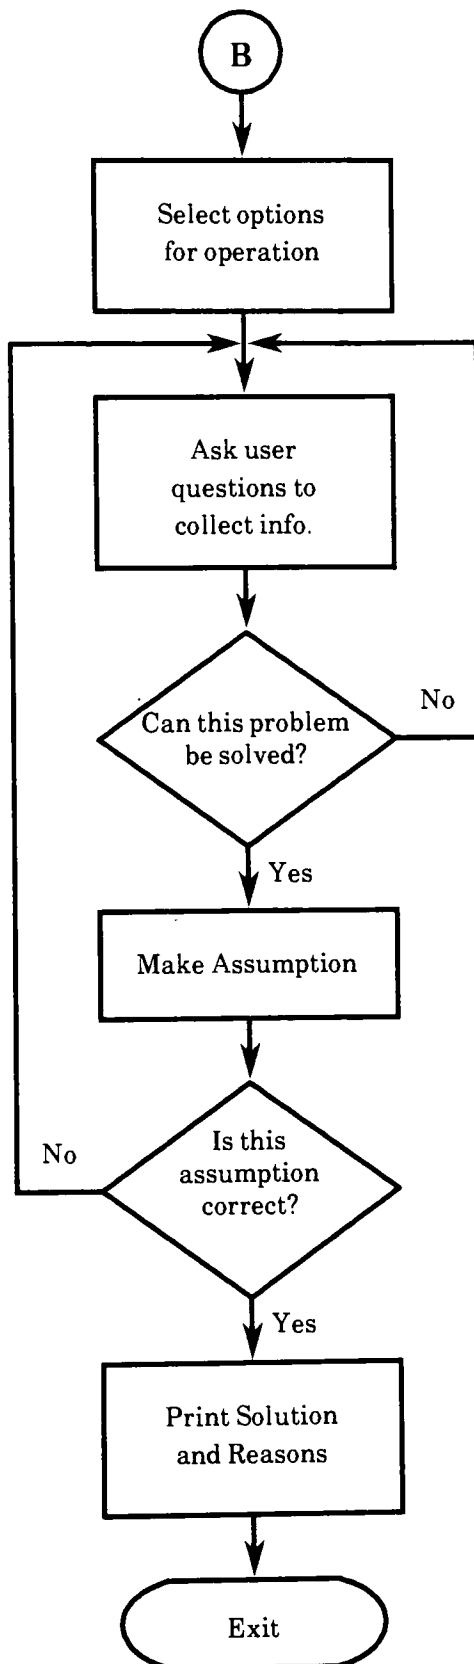 B
Select options
for operation
Ask user
questions to
collect info.
Can this problem
be solved?
No
Yes
Make Assumption
Is this
assumption
correct?
No
Yes
Print Solution
and Reasons
Exit